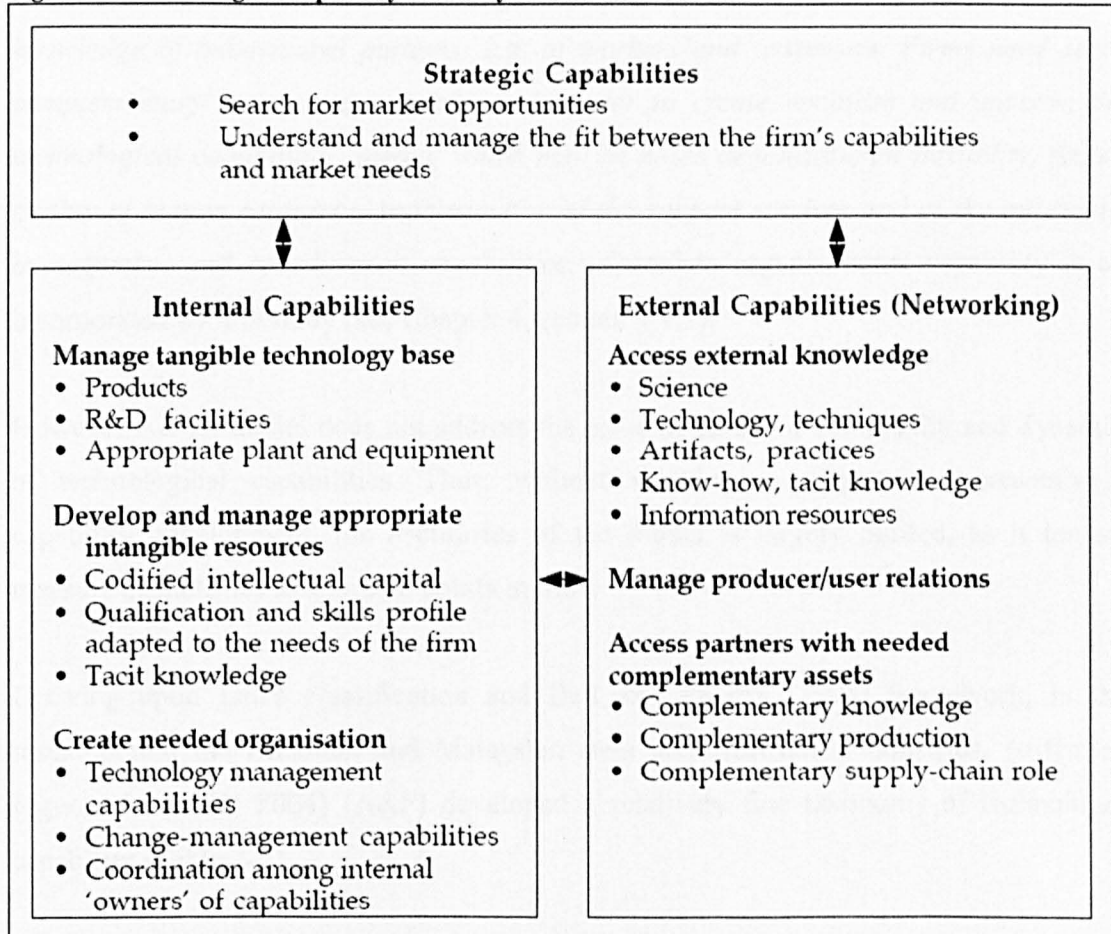 Strategic Capabilities
• Search for market opportunities
• Understand and manage the fit between the firm's capabilities
and market needs
Internal Capabilities
Manage tangible technology base
• Products
• R&D facilities
• Appropriate plant and equipment
Develop and manage appropriate
intangible resources
• Codified intellectual capital
• Qualification and skills profile
adapted to the needs of the firm
• Tacit knowledge
Create needed organisation
• Technology management
capabilities
• Change-management capabilities
• Coordination among internal
'owners' of capabilities
External Capabilities (Networking)
Access external knowledge
• Science
• Technology, techniques
• Artifacts, practices
• Know-how, tacit knowledge
• Information resources
Manage producer/user relations
Access partners with needed
complementary assets
• Complementary knowledge
• Complementary production
• Complementary supply-chain role